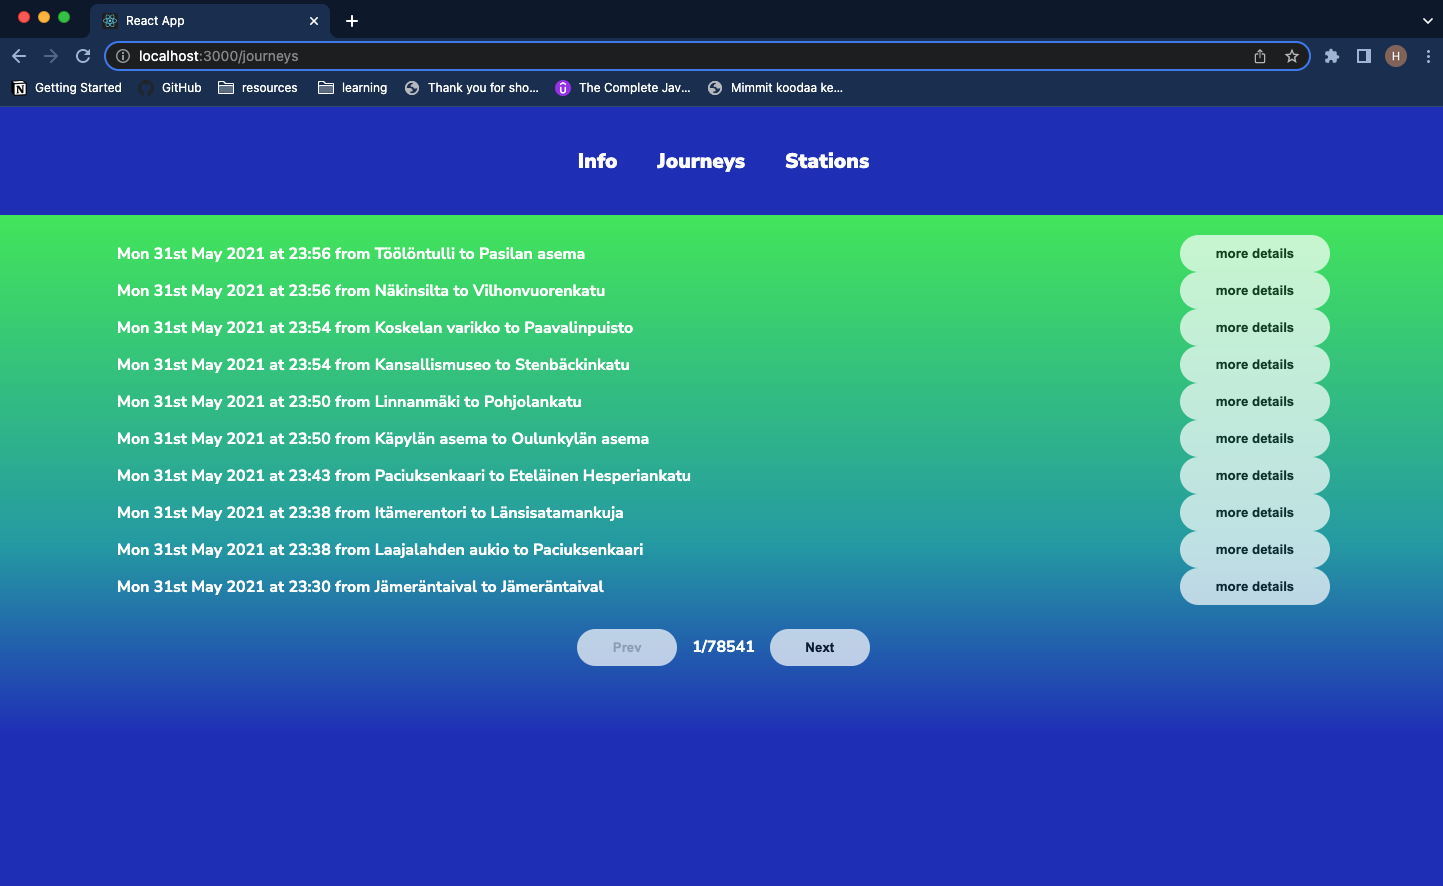 React App
localhost:3000/journeys
H
Getting Started GitHub resources learning Thank you for sho... The Complete Jav... Mimmit koodaa ke...
Info Journeys Stations
Mon 31st May 2021 at 23:56 from Töölöntulli to Pasilan asema more details
Mon 31st May 2021 at 23:56 from Näkinsilta to Vilhonvuorenkatu more details
Mon 31st May 2021 at 23:54 from Koskelan varikko to Paavalinpuisto more details
Mon 31st May 2021 at 23:54 from Kansallismuseo to Stenbäckinkatu more details
Mon 31st May 2021 at 23:50 from Linnanmäki to Pohjolankatu more details
Mon 31st May 2021 at 23:50 from Käpylän asema to Oulunkylän asema more details
Mon 31st May 2021 at 23:43 from Paciuksenkaari to Eteläinen Hesperiankatu more details
Mon 31st May 2021 at 23:38 from Itämerentori to Länsisatamankuja more details
Mon 31st May 2021 at 23:38 from Laajalahden aukio to Paciuksenkaari more details
Mon 31st May 2021 at 23:30 from Jämeräntaival to Jämeräntaival more details
Prev 1/78541 Next